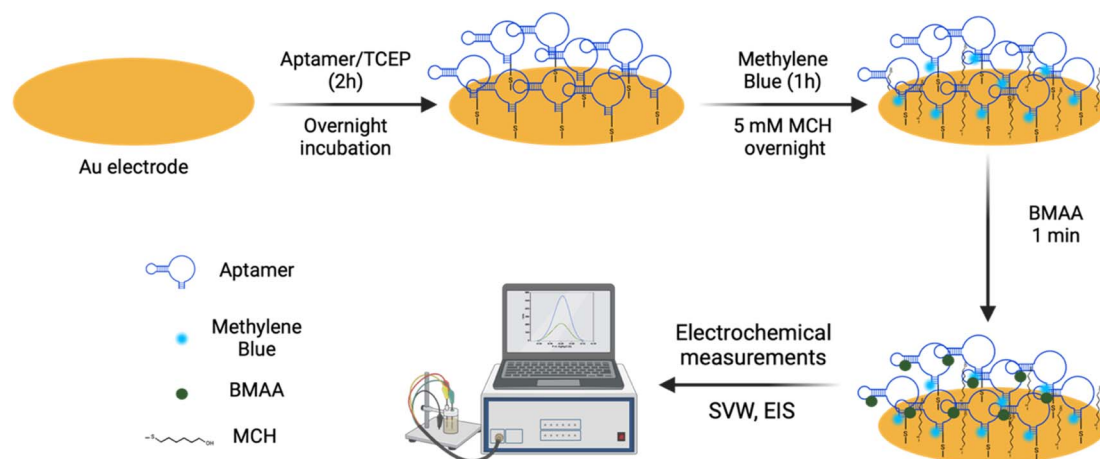 Au electrode
Aptamer/TCEP
(2h)
Overnight
incubation
Methylene
Blue (1h)
5 mM MCH
overnight
BMAA
1 min
Electrochemical
measurements
SVW, EIS
Aptamer
Methylene
Blue
BMAA
MCH
S
OH